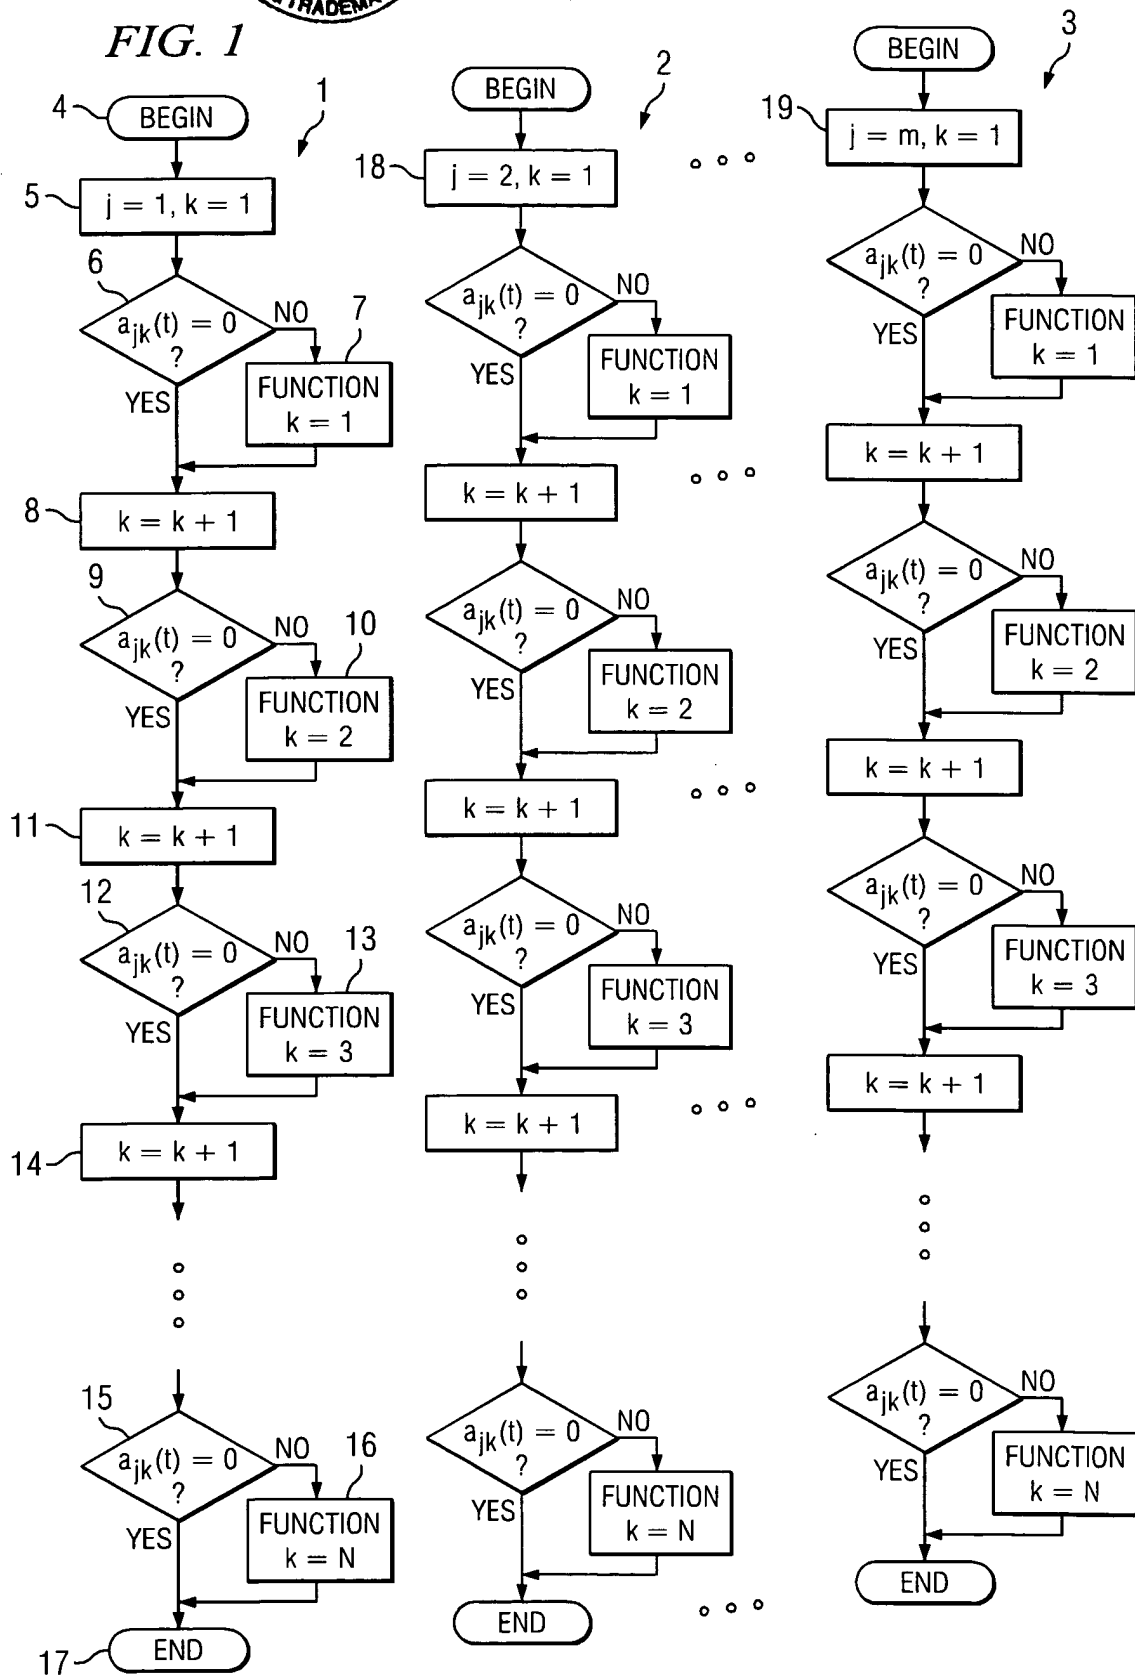 TRADEMA
FIG. 1
1
4
BEGIN
5
j = 1, k = 1
6
a_jk(t) = 0
?
NO
YES
7
FUNCTION
k = 1
8
k = k + 1
9
a_jk(t) = 0
?
NO
YES
10
FUNCTION
k = 2
11
k = k + 1
12
a_jk(t) = 0
?
NO
YES
13
FUNCTION
k = 3
14
k = k + 1
15
a_jk(t) = 0
?
NO
YES
16
FUNCTION
k = N
17
END
2
BEGIN
18
j = 2, k = 1
a_jk(t) = 0
?
NO
YES
FUNCTION
k = 1
k = k + 1
a_jk(t) = 0
?
NO
YES
FUNCTION
k = 2
k = k + 1
a_jk(t) = 0
?
NO
YES
FUNCTION
k = 3
k = k + 1
a_jk(t) = 0
?
NO
YES
FUNCTION
k = N
END
3
BEGIN
19
j = m, k = 1
a_jk(t) = 0
?
NO
YES
FUNCTION
k = 1
k = k + 1
a_jk(t) = 0
?
NO
YES
FUNCTION
k = 2
k = k + 1
a_jk(t) = 0
?
NO
YES
FUNCTION
k = 3
k = k + 1
a_jk(t) = 0
?
NO
YES
FUNCTION
k = N
END